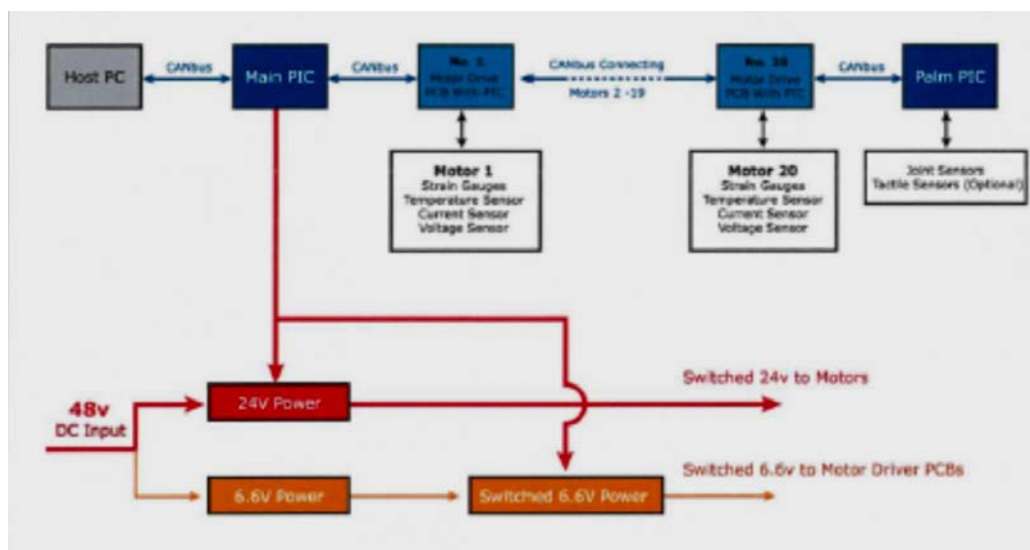 Host PC
CANbus
Main PIC
CANbus
No. 1
Motor Drive
PCB With PIC
CANbus Connecting
Motors 2 -19
No. 20
Motor Drive
PCB With PIC
CANbus
Palm PIC
Motor 1
Strain Gauges
Temperature Sensor
Current Sensor
Voltage Sensor
Motor 20
Strain Gauges
Temperature Sensor
Current Sensor
Voltage Sensor
Joint Sensors
Tactile Sensors (Optional)
Switched 24v to Motors
24V Power
48v
DC Input
Switched 6.6v to Motor Driver PCBs
6.6V Power
Switched 6.6V Power